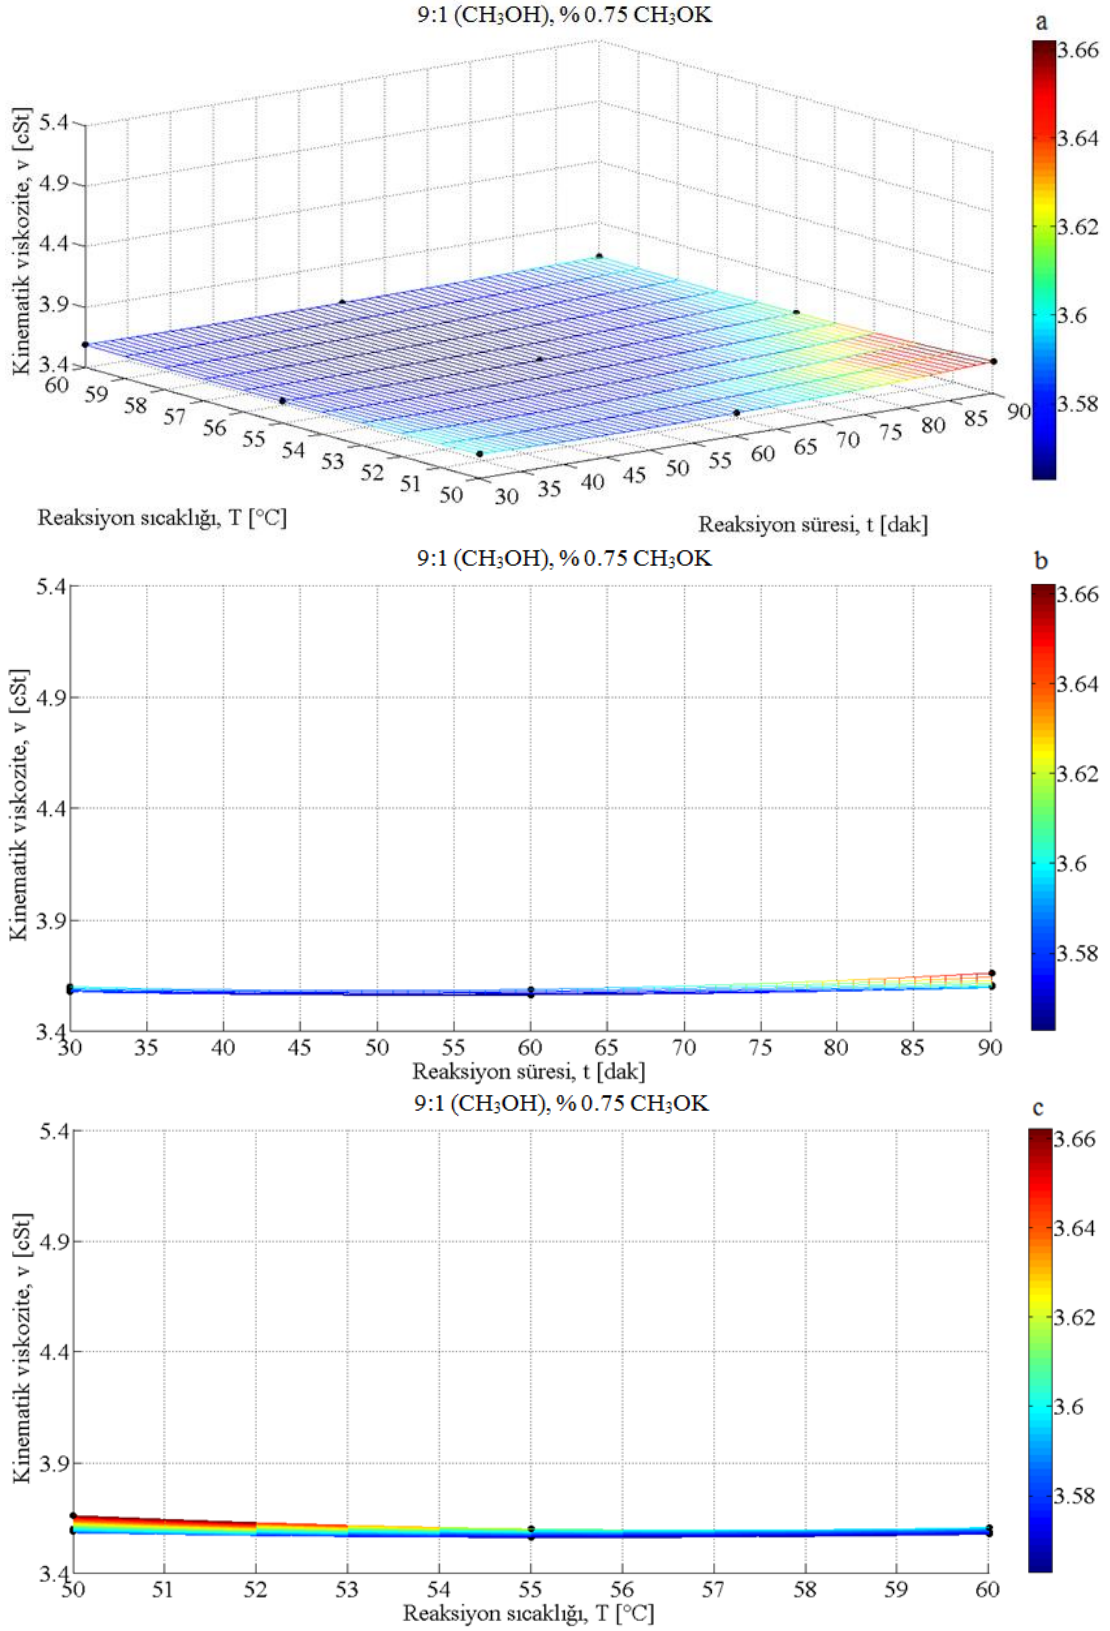 9:1 (CH₃OH), % 0.75 CH₃OK
a
Kinematik viskozite, v [cSt]
5.4
4.9
4.4
3.9
3.4
60 59 58 57 56 55 54 53 52 51 50
30 35 40 45 50 55 60 65 70 75 80 85 90
Reaksiyon sıcaklığı, T [°C]
Reaksiyon süresi, t [dak]
3.66
3.64
3.62
3.6
3.58
9:1 (CH₃OH), % 0.75 CH₃OK
b
Kinematik viskozite, v [cSt]
5.4
4.9
4.4
3.9
3.4
30 35 40 45 50 55 60 65 70 75 80 85 90
Reaksiyon süresi, t [dak]
3.66
3.64
3.62
3.6
3.58
9:1 (CH₃OH), % 0.75 CH₃OK
c
Kinematik viskozite, v [cSt]
5.4
4.9
4.4
3.9
3.4
50 51 52 53 54 55 56 57 58 59 60
Reaksiyon sıcaklığı, T [°C]
3.66
3.64
3.62
3.6
3.58